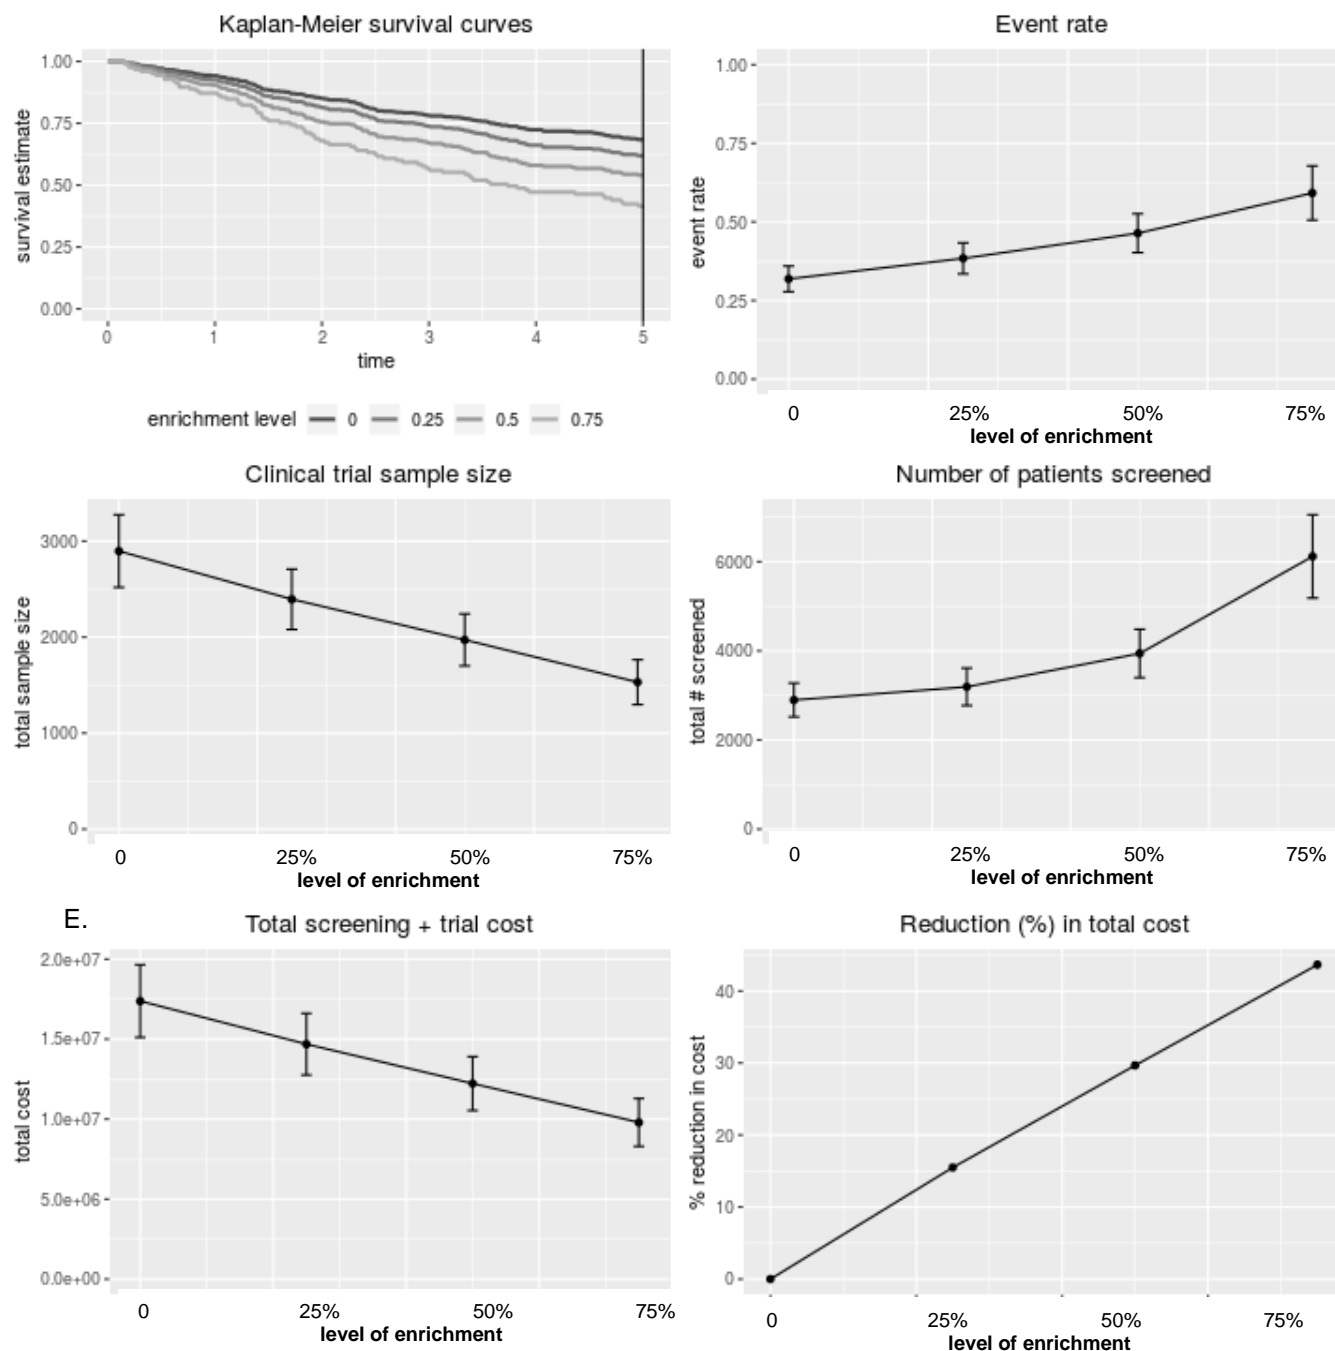 Kaplan-Meier survival curves
1.00
0.75
0.50
0.25
0.00
survival estimate
0 1 2 3 4 5
time
enrichment level 0 0.25 0.5 0.75
Event rate
1.00
0.75
0.50
0.25
0.00
event rate
0 25% 50% 75%
level of enrichment
Clinical trial sample size
3000
2000
1000
0
total sample size
0 25% 50% 75%
level of enrichment
Number of patients screened
6000
4000
2000
0
total # screened
0 25% 50% 75%
level of enrichment
E.
Total screening + trial cost
2.0e+07
1.5e+07
1.0e+07
5.0e+06
0.0e+00
total cost
0 25% 50% 75%
level of enrichment
Reduction (%) in total cost
40
30
20
10
0
% reduction in cost
0 25% 50% 75%
level of enrichment